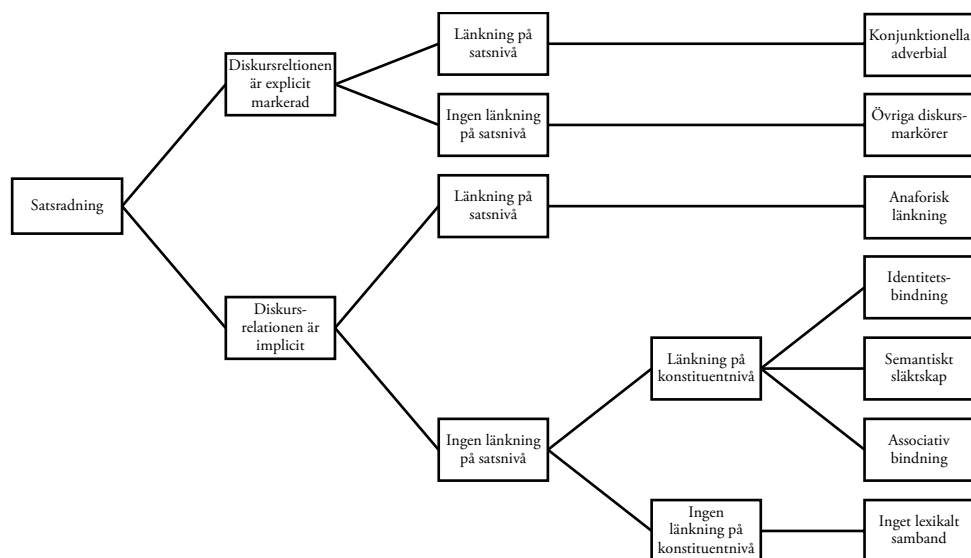 Satsradning
Diskursreltionen
är explicit
markerad
Länkning på
satsnivå
Konjunktionella
adverbial
Ingen länkning
på satsnivå
Övriga diskurs-
markörer
Diskurs-
relationen är
implicit
Länkning på
satsnivå
Anaforisk
länkning
Ingen länkning
på satsnivå
Länkning på
konstituentnivå
Identitets-
bindning
Semantiskt
släktskap
Associativ
bindning
Ingen
länkning på
konstituentnivå
Inget lexikalt
samband